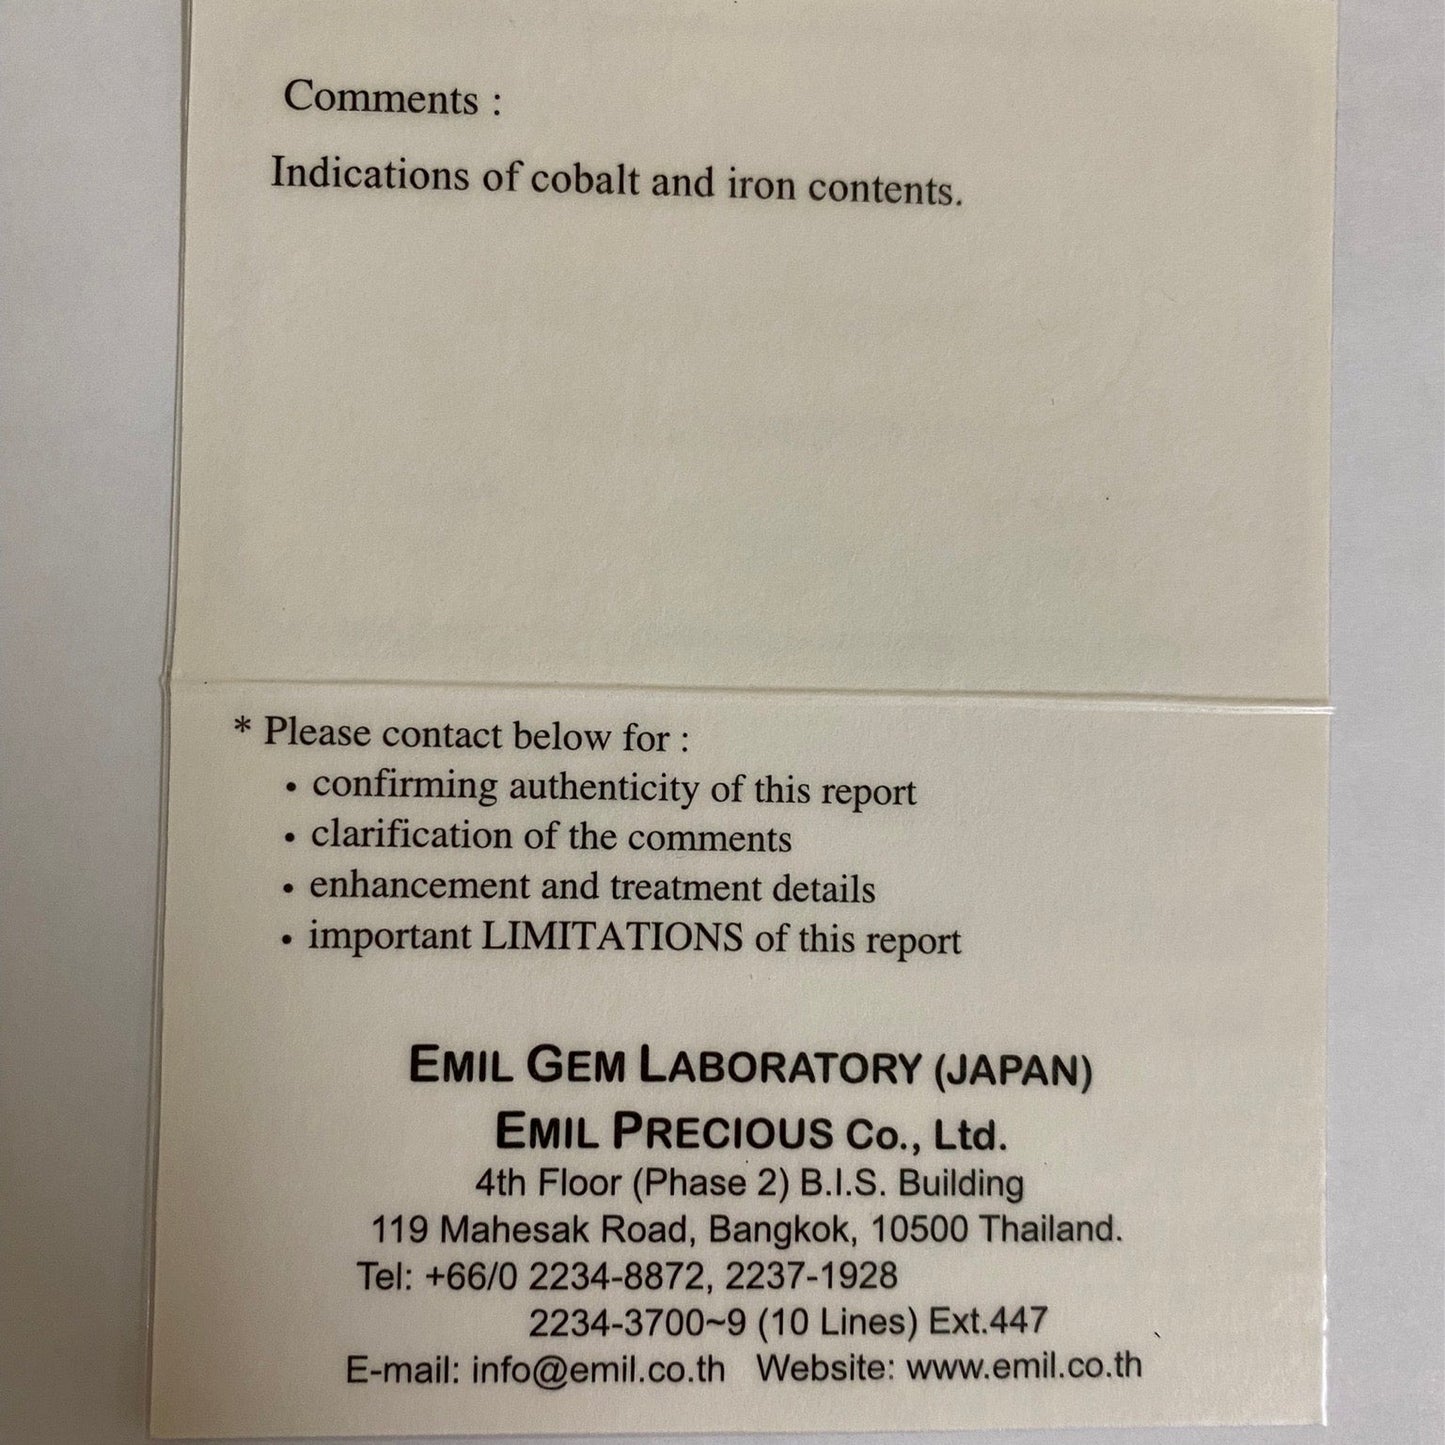 Comments :
Indications of cobalt and iron contents.
* Please contact below for :
• confirming authenticity of this report
• clarification of the comments
• enhancement and treatment details
• important LIMITATIONS of this report
EMIL GEM LABORATORY (JAPAN)
EMIL PRECIOUS Co., Ltd.
4th Floor (Phase 2) B.I.S. Building
119 Mahesak Road, Bangkok, 10500 Thailand.
Tel: +66/0 2234-8872, 2237-1928
2234-3700~9 (10 Lines) Ext.447
E-mail: info@emil.co.th Website: www.emil.co.th